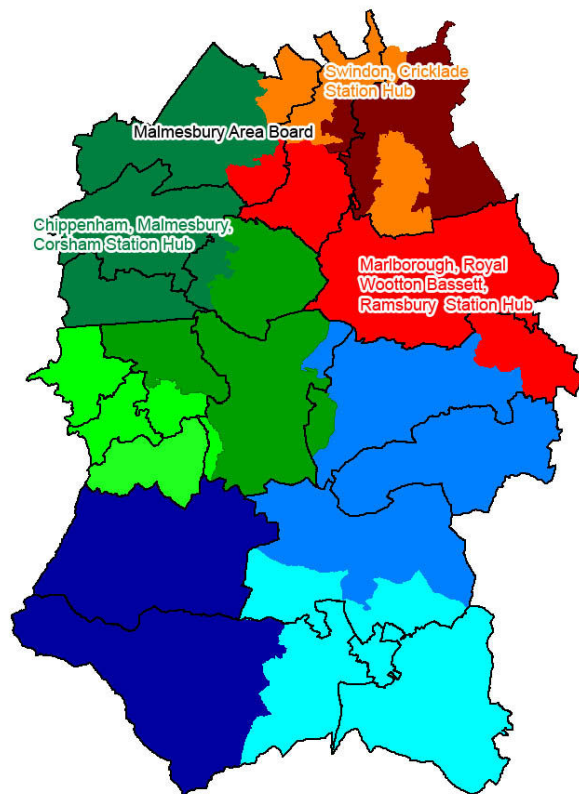 Swindon, Cricklade
Station Hub
Malmesbury Area Board
Chippenham, Malmesbury,
Corsham Station Hub
Marlborough, Royal
Wootton Bassett,
Ramsbury Station Hub